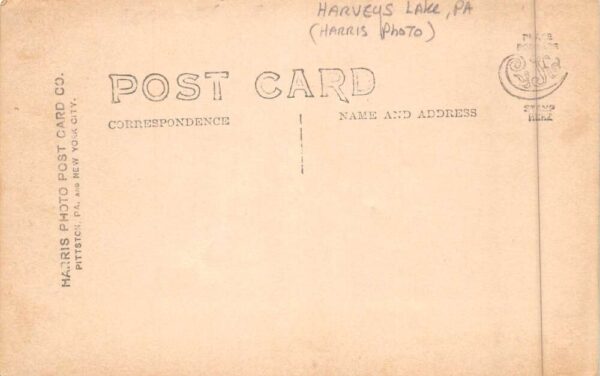 HARVEYS LAKE, PA
(HARRIS PHOTO)
PLACE
POSTAGE
STAMP
HERE
POST CARD
CORRESPONDENCE
NAME AND ADDRESS
HARRIS PHOTO POST CARD CO.
PITTSTON, PA. AND NEW YORK CITY.